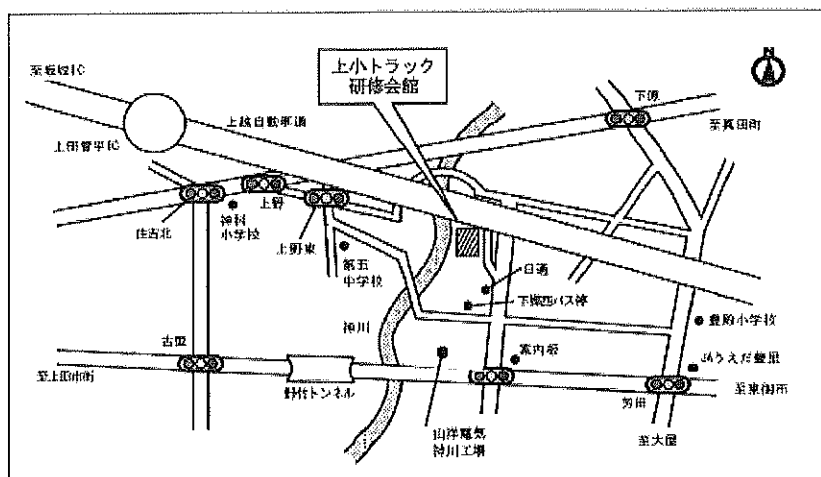 上小トラック
研修会館
N
至坂城IC
上田菅平IC
上越自動車道
下原
至真田町
住吉北
上野
神科
小学校
上野東
第五
中学校
神川
日通
下郷西バス停
豊殿小学校
案内板
JAうえだ豊里
至上田市街
野竹トンネル
山洋電気
神川工場
至大屋
至東御市